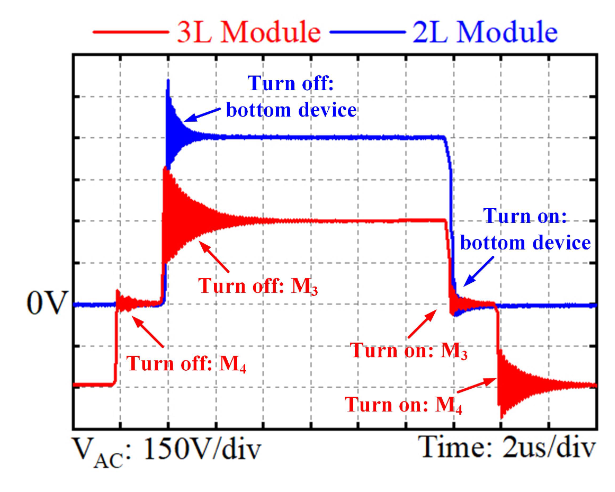 3L Module 2L Module
Turn off:
bottom device
Turn on:
bottom device
Turn off: M3
0V
Turn off: M4
Turn on: M3
Turn on: M4
VAC: 150V/div Time: 2us/div